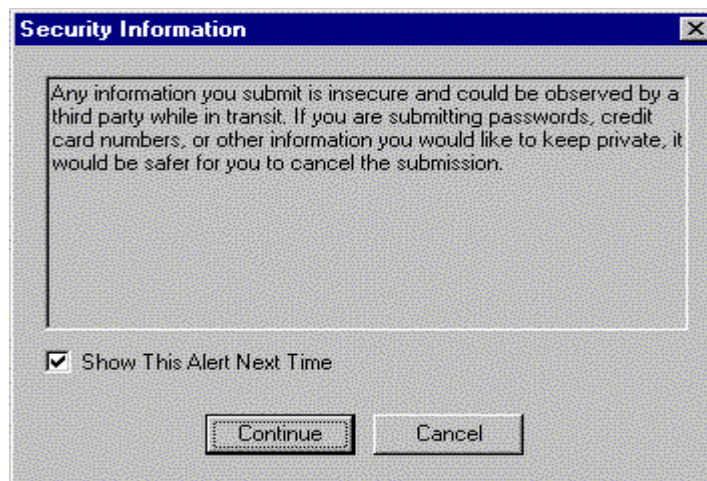 Security Information
Any information you submit is insecure and could be observed by a
third party while in transit. If you are submitting passwords, credit
card numbers, or other information you would like to keep private, it
would be safer for you to cancel the submission.
Show This Alert Next Time
Continue Cancel